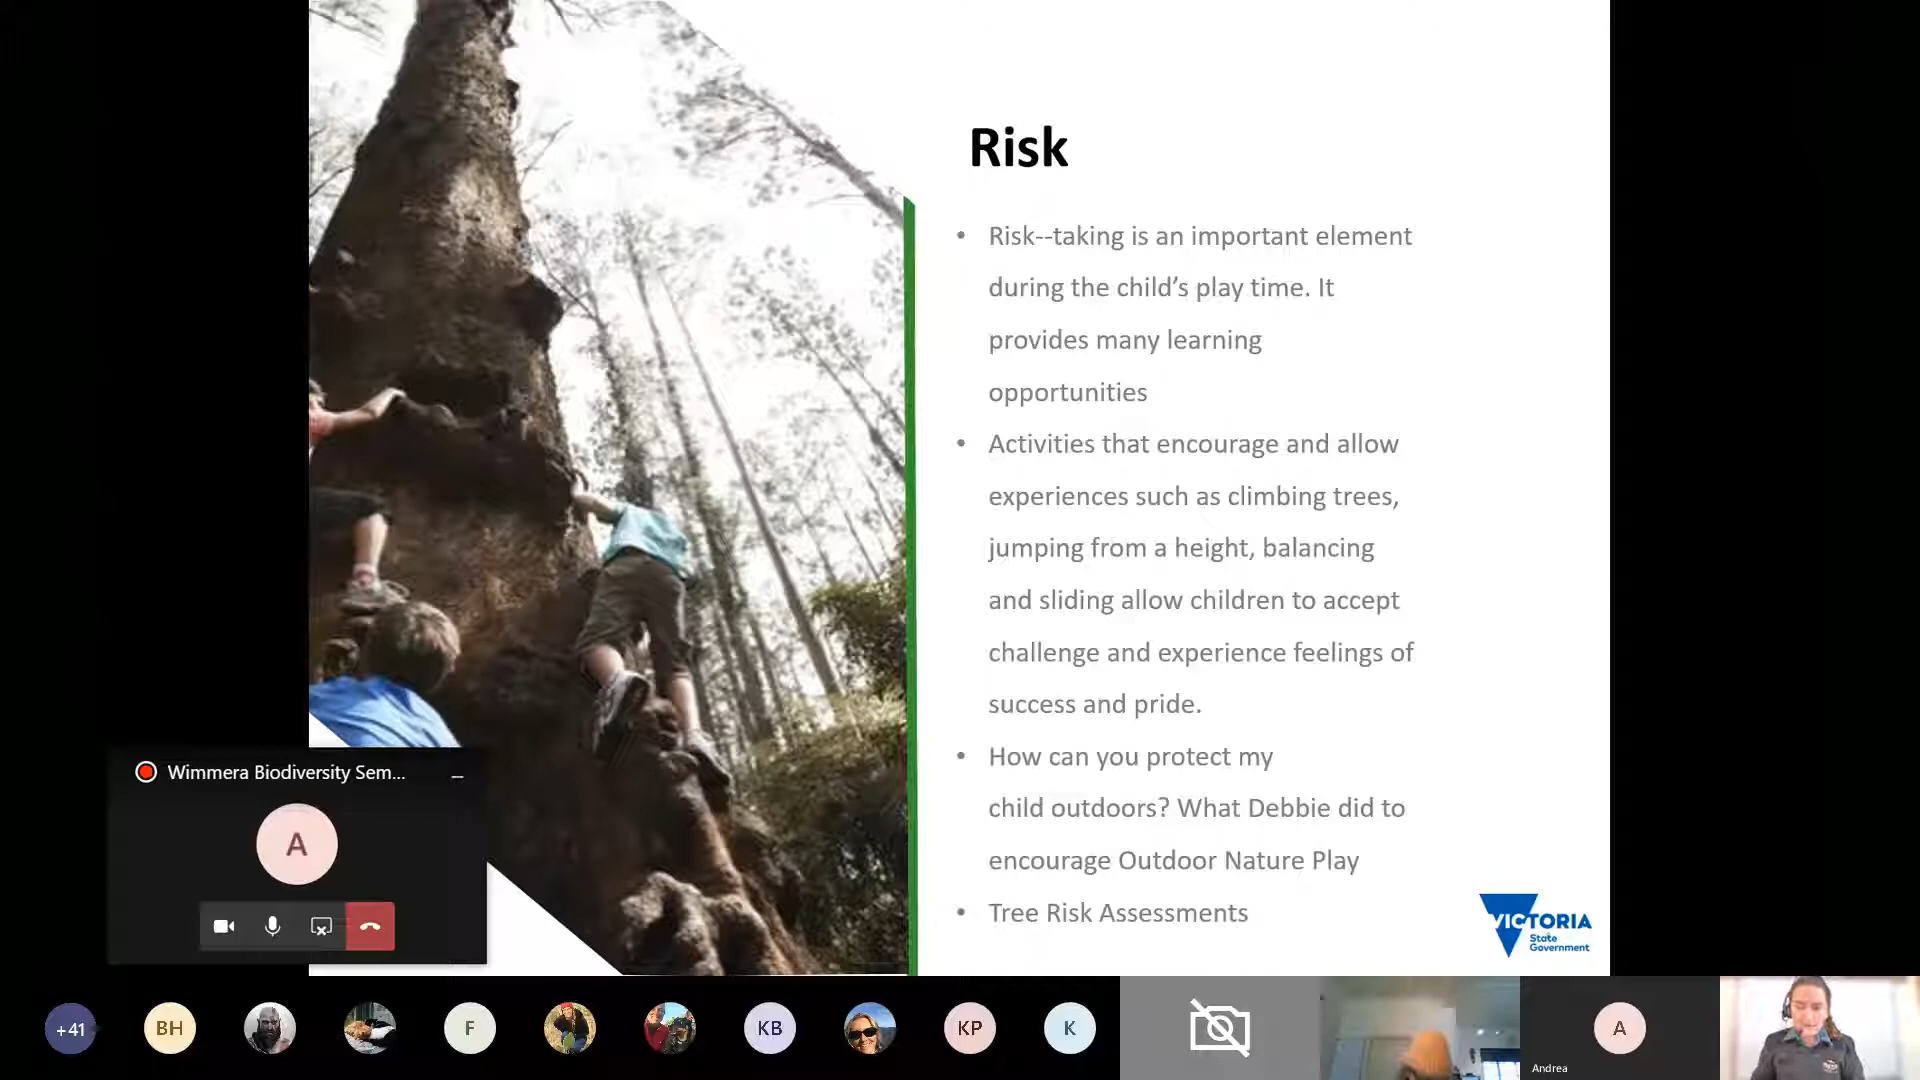 Risk
• Risk--taking is an important element
during the child’s play time. It
provides many learning
opportunities
• Activities that encourage and allow
experiences such as climbing trees,
jumping from a height, balancing
and sliding allow children to accept
challenge and experience feelings of
success and pride.
• How can you protect my
child outdoors? What Debbie did to
encourage Outdoor Nature Play
• Tree Risk Assessments
VICTORIA
State
Government
Wimmera Biodiversity Sem...
A
+41
BH
F
KB
KP
K
A
Andrea